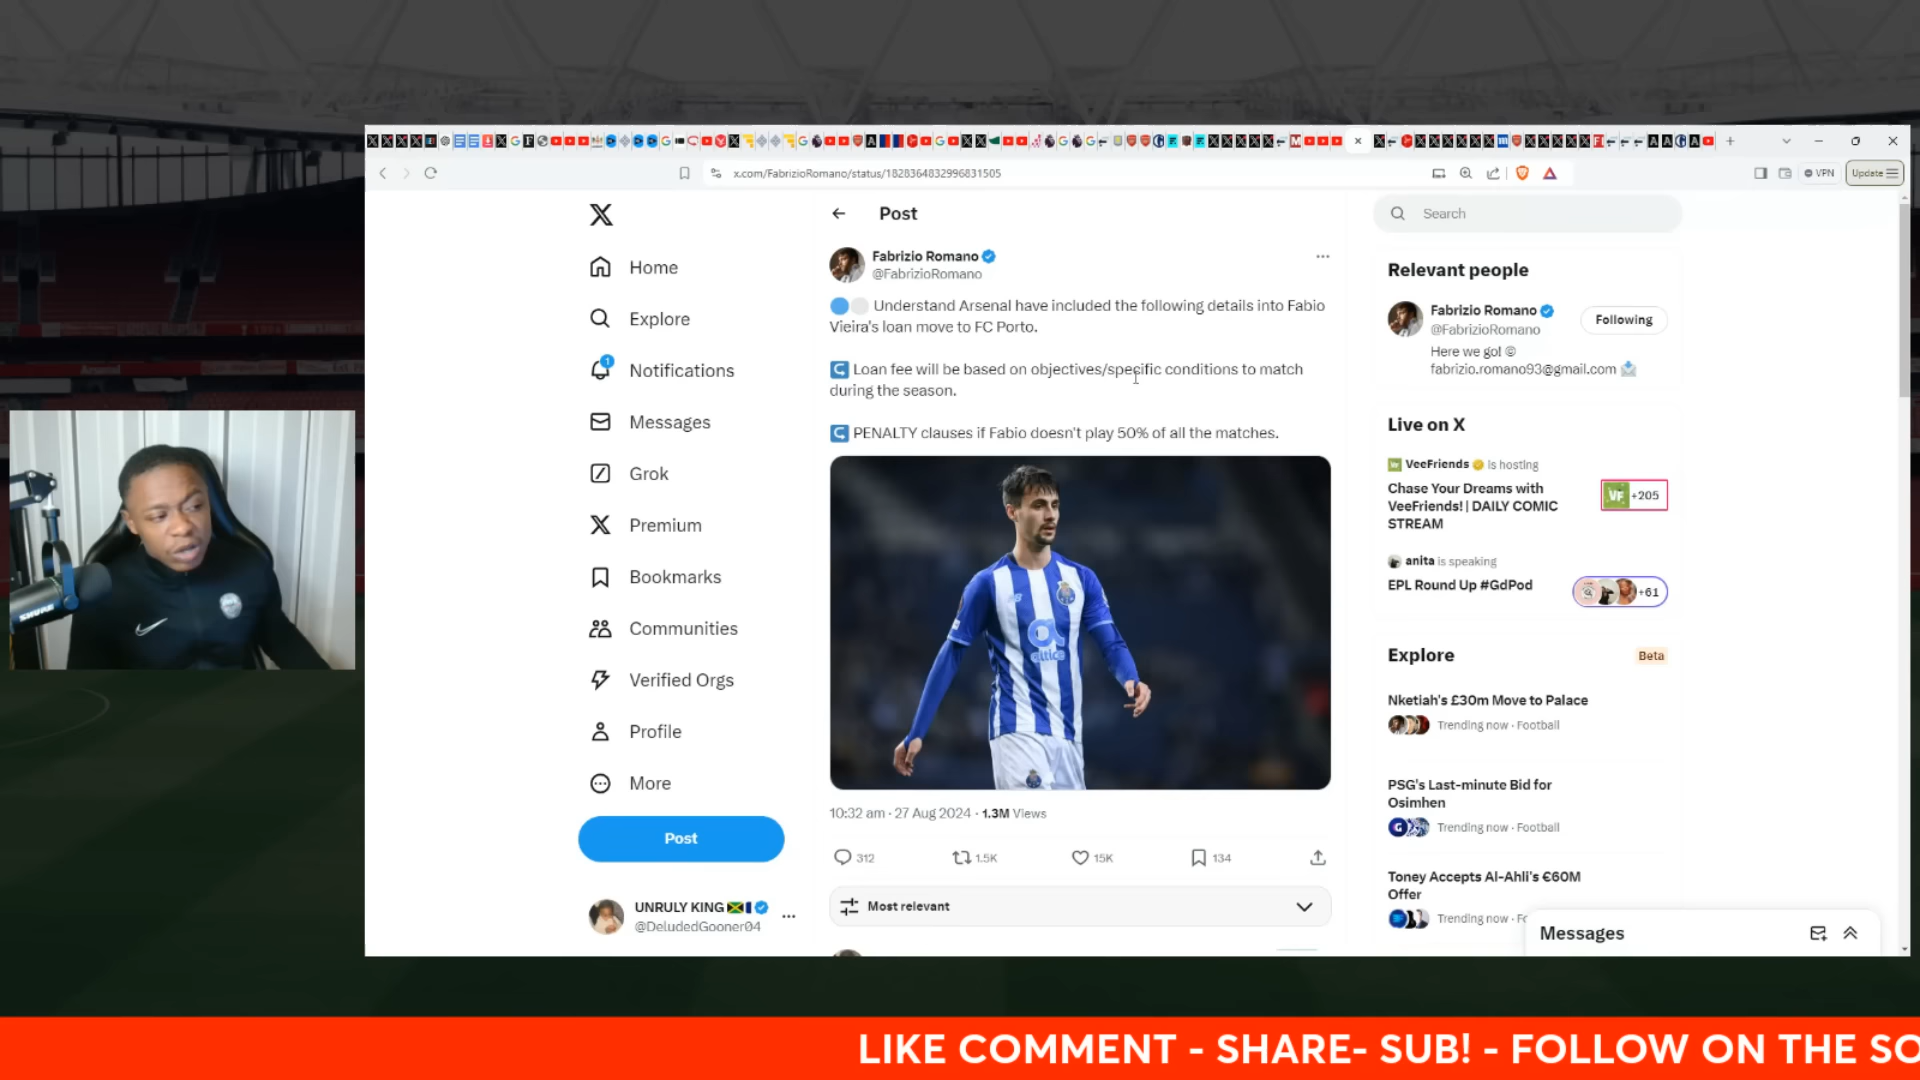 x.com/FabrizioRomano/status/1828364832996831505
VPN
Update
Home
Explore
1
Notifications
Messages
Grok
Premium
Bookmarks
Communities
Verified Orgs
Profile
More
Post
UNRULY KING
@DeludedGooner04
Post
Fabrizio Romano
@FabrizioRomano
Understand Arsenal have included the following details into Fabio
Vieira's loan move to FC Porto.
Loan fee will be based on objectives/specific conditions to match
during the season.
PENALTY clauses if Fabio doesn't play 50% of all the matches.
altice
10:32 am · 27 Aug 2024 · 1.3M Views
312
1.5K
15K
134
Most relevant
Search
Relevant people
Fabrizio Romano
@FabrizioRomano
Following
Here we go! ©
fabrizio.romano93@gmail.com
Live on X
VeeFriends is hosting
Chase Your Dreams with
VeeFriends! | DAILY COMIC
STREAM
VF +205
anita is speaking
EPL Round Up #GdPod
+61
Explore
Beta
Nketiah's £30m Move to Palace
Trending now · Football
PSG's Last-minute Bid for
Osimhen
Trending now · Football
Toney Accepts Al-Ahli's €60M
Offer
Trending now · Fo
Messages
SHURE
LIKE COMMENT - SHARE- SUB! - FOLLOW ON THE SO